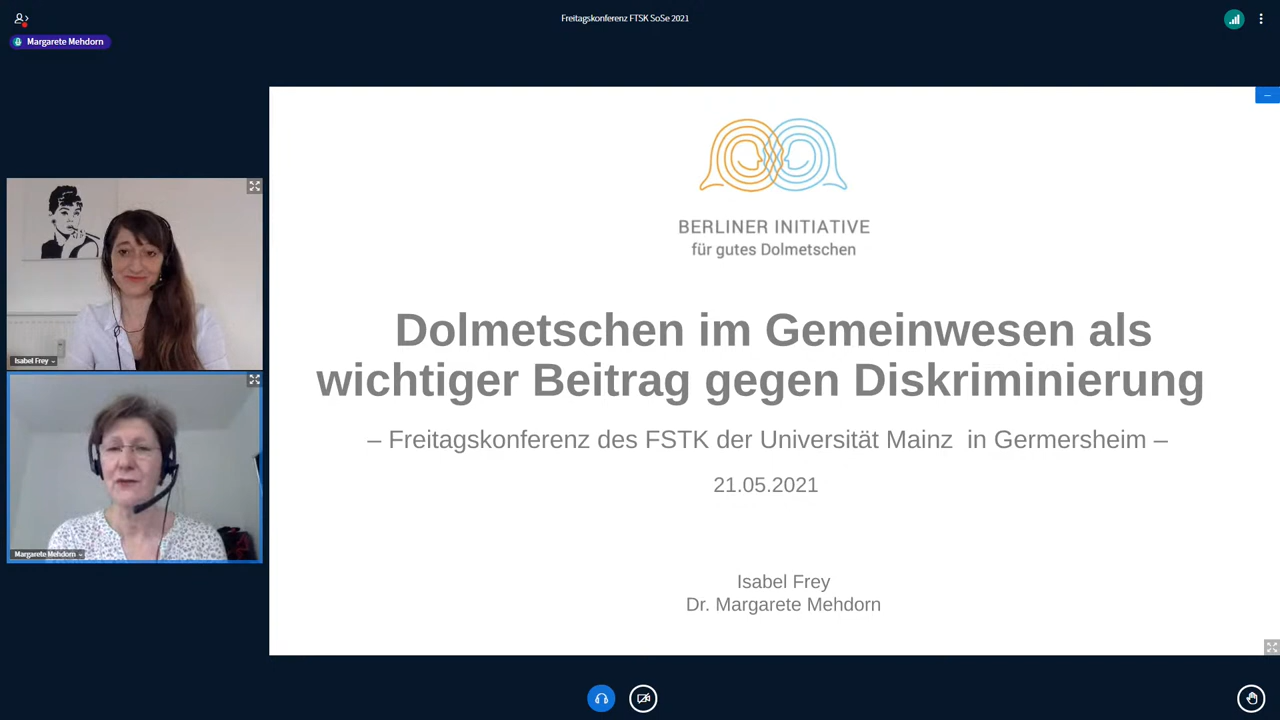 Freitagskonferenz FTSK SoSe 2021
Margarete Mehdorn
BERLINER INITIATIVE
für gutes Dolmetschen
Dolmetschen im Gemeinwesen als
wichtiger Beitrag gegen Diskriminierung
– Freitagskonferenz des FSTK der Universität Mainz in Germersheim –
21.05.2021
Isabel Frey
Dr. Margarete Mehdorn
Isabel Frey
Margarete Mehdorn